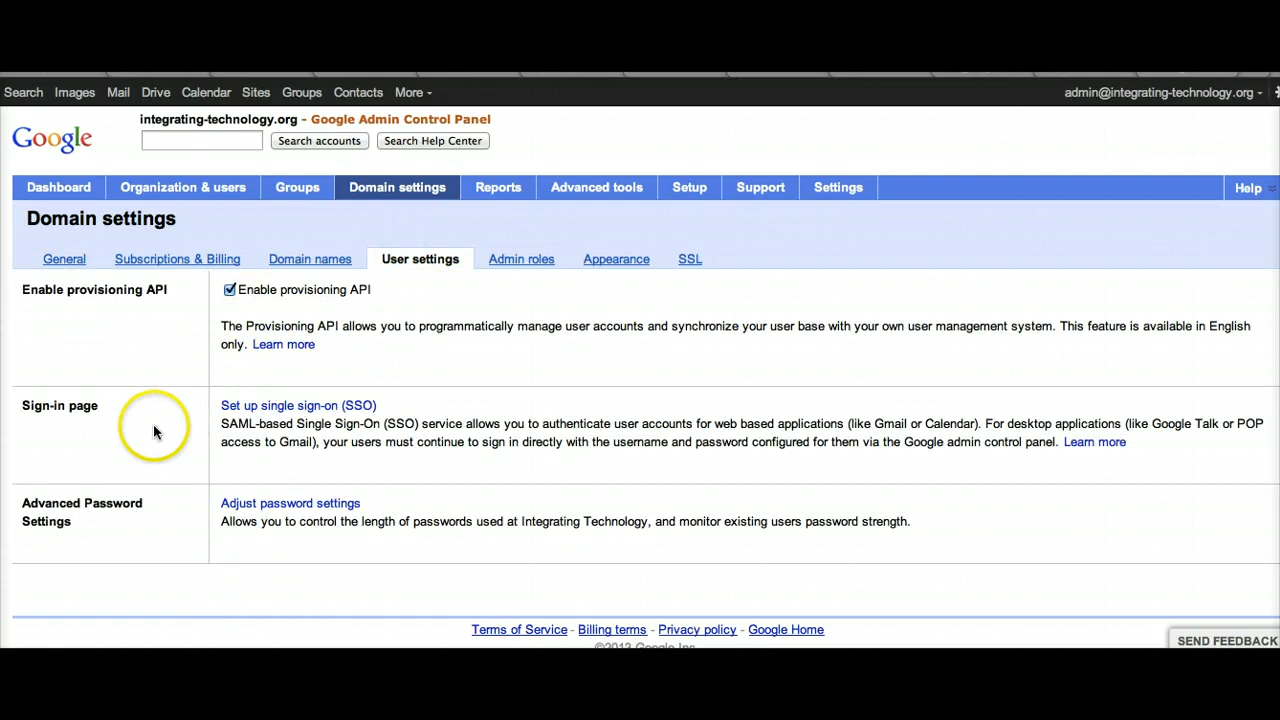 Search Images Mail Drive Calendar Sites Groups Contacts More admin@integrating-technology.org
integrating-technology.org - Google Admin Control Panel
Google
Search accounts Search Help Center
Dashboard Organization & users Groups Domain settings Reports Advanced tools Setup Support Settings Help
Domain settings
General Subscriptions & Billing Domain names User settings Admin roles Appearance SSL
Enable provisioning API
Enable provisioning API
The Provisioning API allows you to programmatically manage user accounts and synchronize your user base with your own user management system. This feature is available in English
only. Learn more
Sign-in page
Set up single sign-on (SSO)
SAML-based Single Sign-On (SSO) service allows you to authenticate user accounts for web based applications (like Gmail or Calendar). For desktop applications (like Google Talk or POP
access to Gmail), your users must continue to sign in directly with the username and password configured for them via the Google admin control panel. Learn more
Advanced Password
Settings
Adjust password settings
Allows you to control the length of passwords used at Integrating Technology, and monitor existing users password strength.
Terms of Service - Billing terms - Privacy policy - Google Home
SEND FEEDBACK